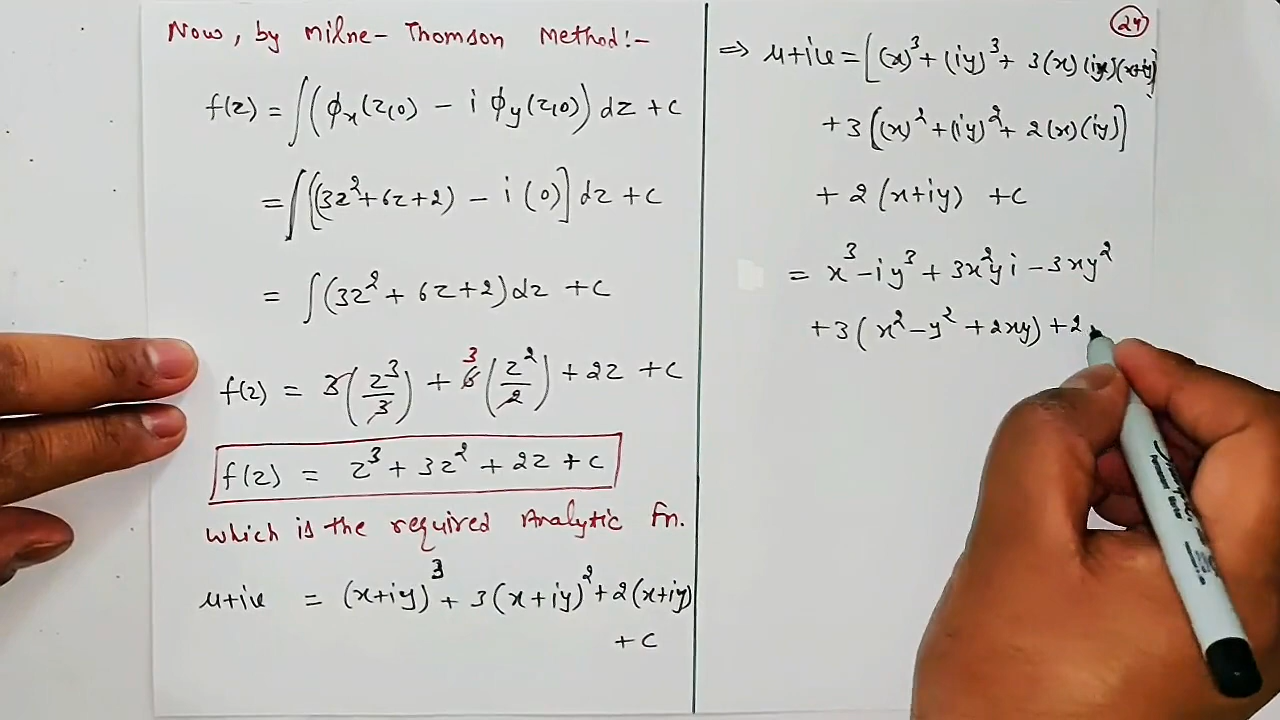 Now, by Milne-Thomson Method:-
f(z) = ∫(ϕx(z,0) - i ϕy(z,0)) dz + c
= ∫[(3z² + 6z + 2) - i (0)] dz + c
= ∫(3z² + 6z + 2) dz + c
f(z) = 3(z³/3) + 6 3 (z²/2) + 2z + c
f(z) = z³ + 3z² + 2z + c
which is the required Analytic Fn.
u+iv = (x+iy)³ + 3(x+iy)² + 2(x+iy)
+ c
24
⇒ u+iv = [(x)³ + (iy)³ + 3(x)(iy)(x+iy)]
+ 3[(x)² + (iy)² + 2(x)(iy)]
+ 2(x+iy) + c
= x³ - iy³ + 3x²yi - 3xy²
+ 3(x² - y² + 2xy) + 2